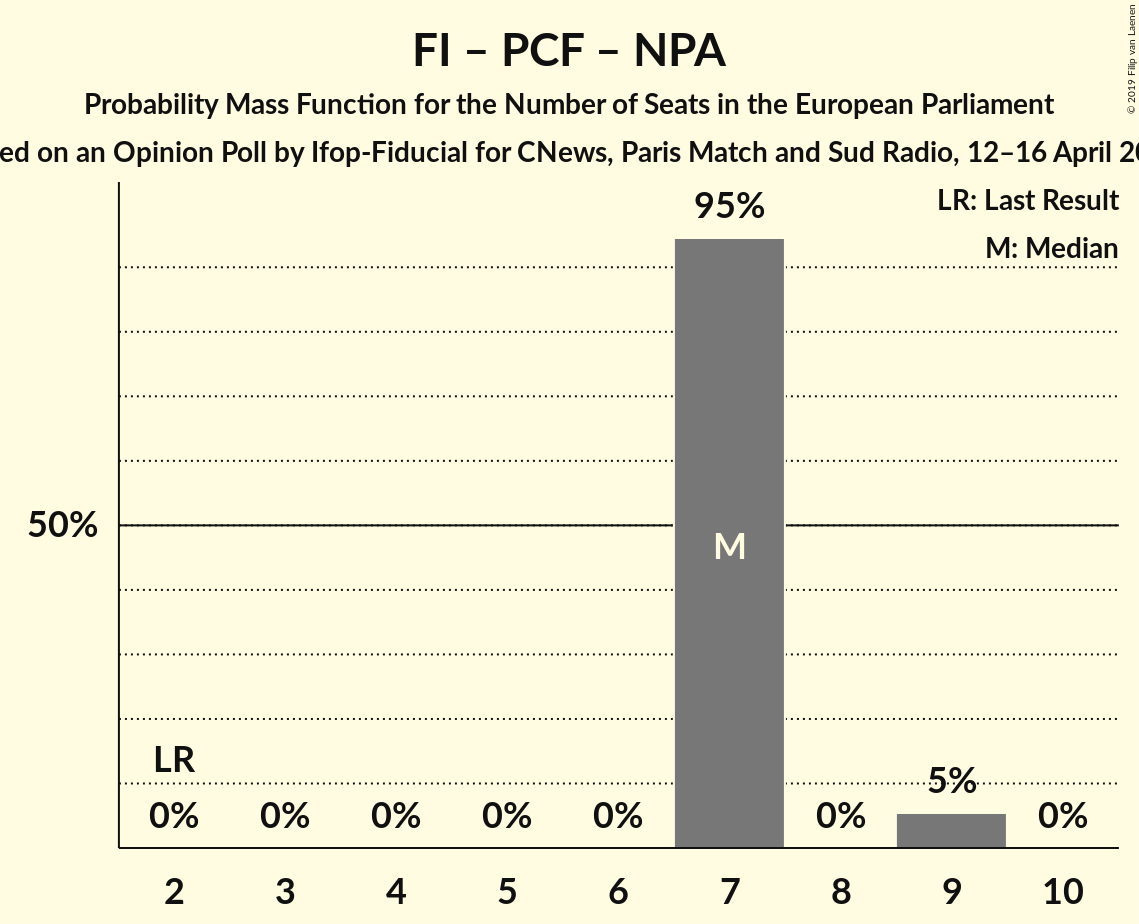 FI – PCF – NPA
Probability Mass Function for the Number of Seats in the European Parliament
ed on an Opinion Poll by Ifop-Fiducial for CNews, Paris Match and Sud Radio, 12–16 April 20
© 2019 Filip van Laenen
LR: Last Result
M: Median
95%
50%
M
LR
5%
0% 0% 0% 0% 0% 0% 0%
2 3 4 5 6 7 8 9 10